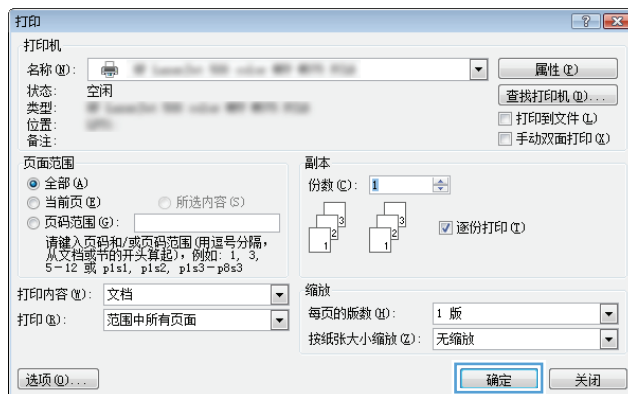 打印
打印机
名称(N):
属性(P)
状态: 空闲
查找打印机(D)...
类型:
位置:
打印到文件(L)
备注:
手动双面打印(X)
页面范围
副本
全部(A)
份数(C): 1
当前页(E) 所选内容(S)
页码范围(G):
逐份打印(T)
3
2
1
3
2
1
请键入页码和/或页码范围(用逗号分隔,
从文档或节的开头算起),例如: 1, 3,
5-12 或 p1s1, p1s2, p1s3-p8s3
打印内容(W): 文档
缩放
打印(R): 范围中所有页面
每页的版数(H): 1 版
按纸张大小缩放(Z): 无缩放
选项(O)...
确定
关闭